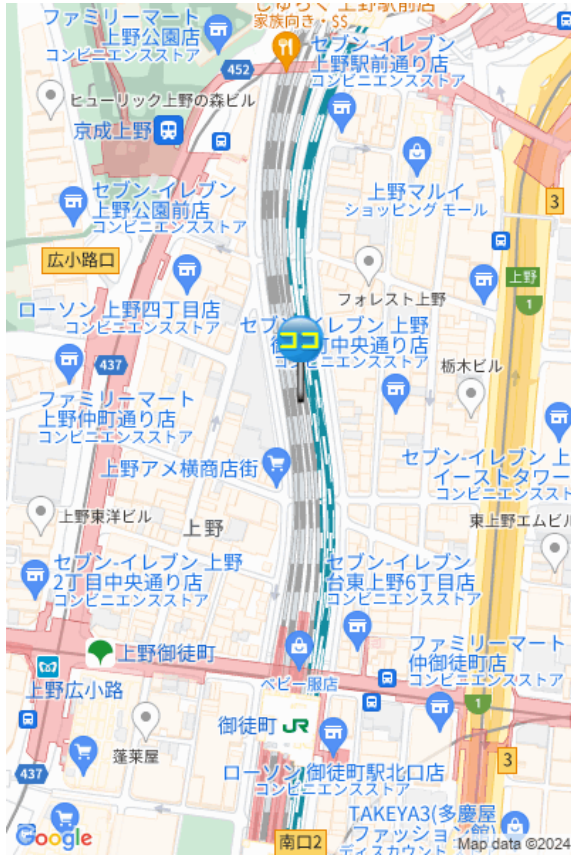 ファミリーマート
上野公園店
コンビニエンスストア
じゅらく 上野駅前店
家族向き・SS
セブン-イレブン
上野駅前通り店
コンビニエンスストア
452
ヒューリック上野の森ビル
京成上野
上野マルイ
ショッピング モール
セブン-イレブン
上野公園前店
コンビニエンスストア
3
広小路口
上野
1
フォレスト上野
ローソン 上野四丁目店
コンビニエンスストア
セブン-イレブン 上野
ココ
町中央通り店
コンビニエンスストア
437
栃木ビル
ファミリーマート
上野仲町通り店
コンビニエンスストア
上野アメ横商店街
セブン-イレブン 上
イーストタワー
コンビニエンスト
上野東洋ビル
上野
東上野エムビル
セブン-イレブン 上野
2丁目中央通り店
コンビニエンスストア
セブン-イレブン
台東上野6丁目店
コンビニエンスストア
上野御徒町
ファミリーマート
仲御徒町店
コンビニエンスストア
上野広小路
ベビー服店
1
御徒町 JR
蓬莱屋
3
437
ローソン 御徒町駅北口店
コンビニエンスストア
TAKEYA3(多慶屋
ファッション館)
ディスカウント
南口2
Google
Map data ©2024